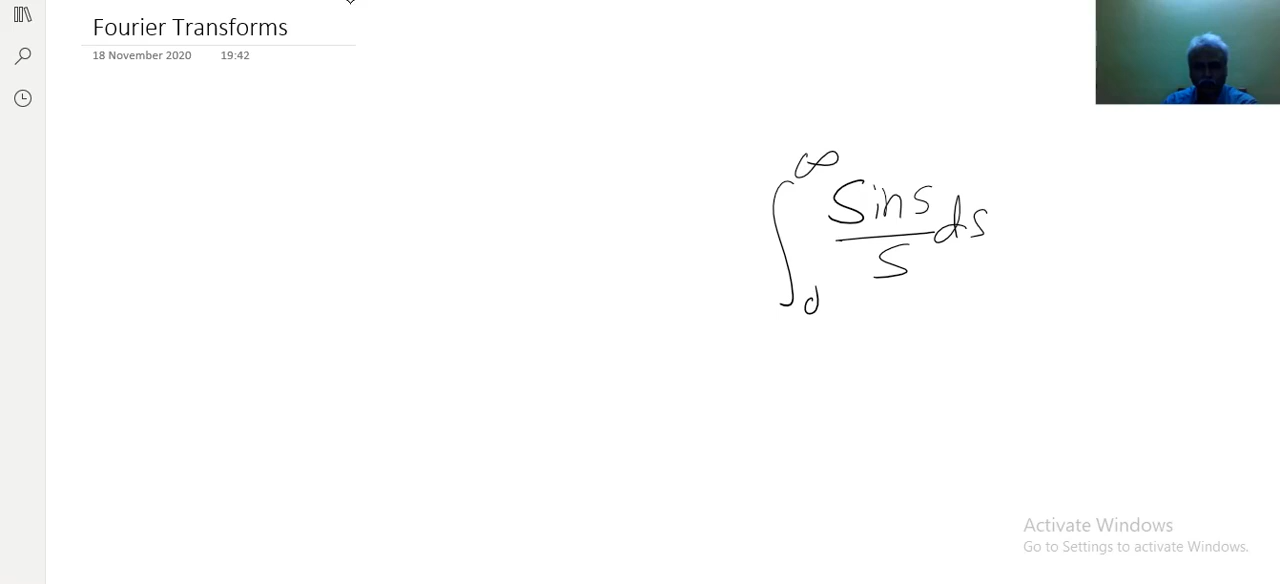 Fourier Transforms
18 November 2020 19:42
∫₀^∞ (Sin s)/s ds
Activate Windows
Go to Settings to activate Windows.